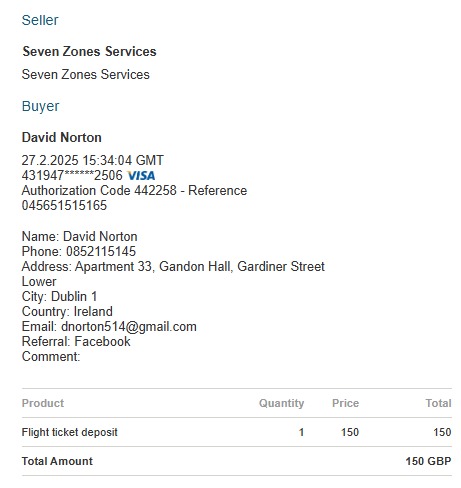 Seller
Seven Zones Services
Seven Zones Services
Buyer
David Norton
27.2.2025 15:34:04 GMT
431947******2506 VISA
Authorization Code 442258 - Reference
045651515165
Name: David Norton
Phone: 0852115145
Address: Apartment 33, Gandon Hall, Gardiner Street
Lower
City: Dublin 1
Country: Ireland
Email: dnorton514@gmail.com
Referral: Facebook
Comment:
Product Quantity Price Total
Flight ticket deposit 1 150 150
Total Amount 150 GBP